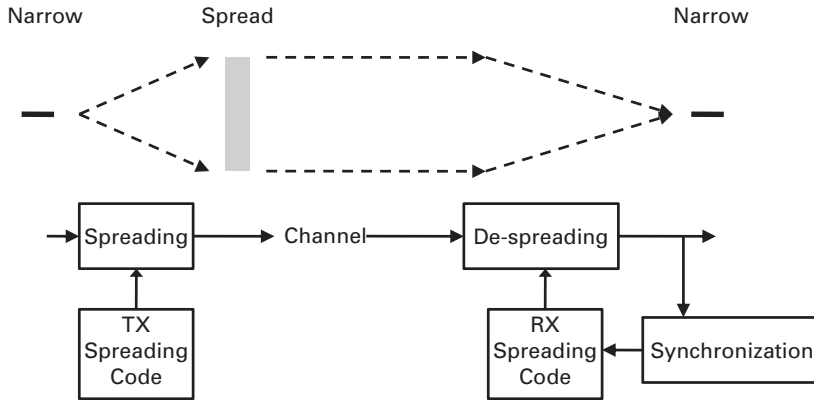 Narrow
Spread
Narrow
Spreading
Channel
De-spreading
TX
Spreading
Code
RX
Spreading
Code
Synchronization